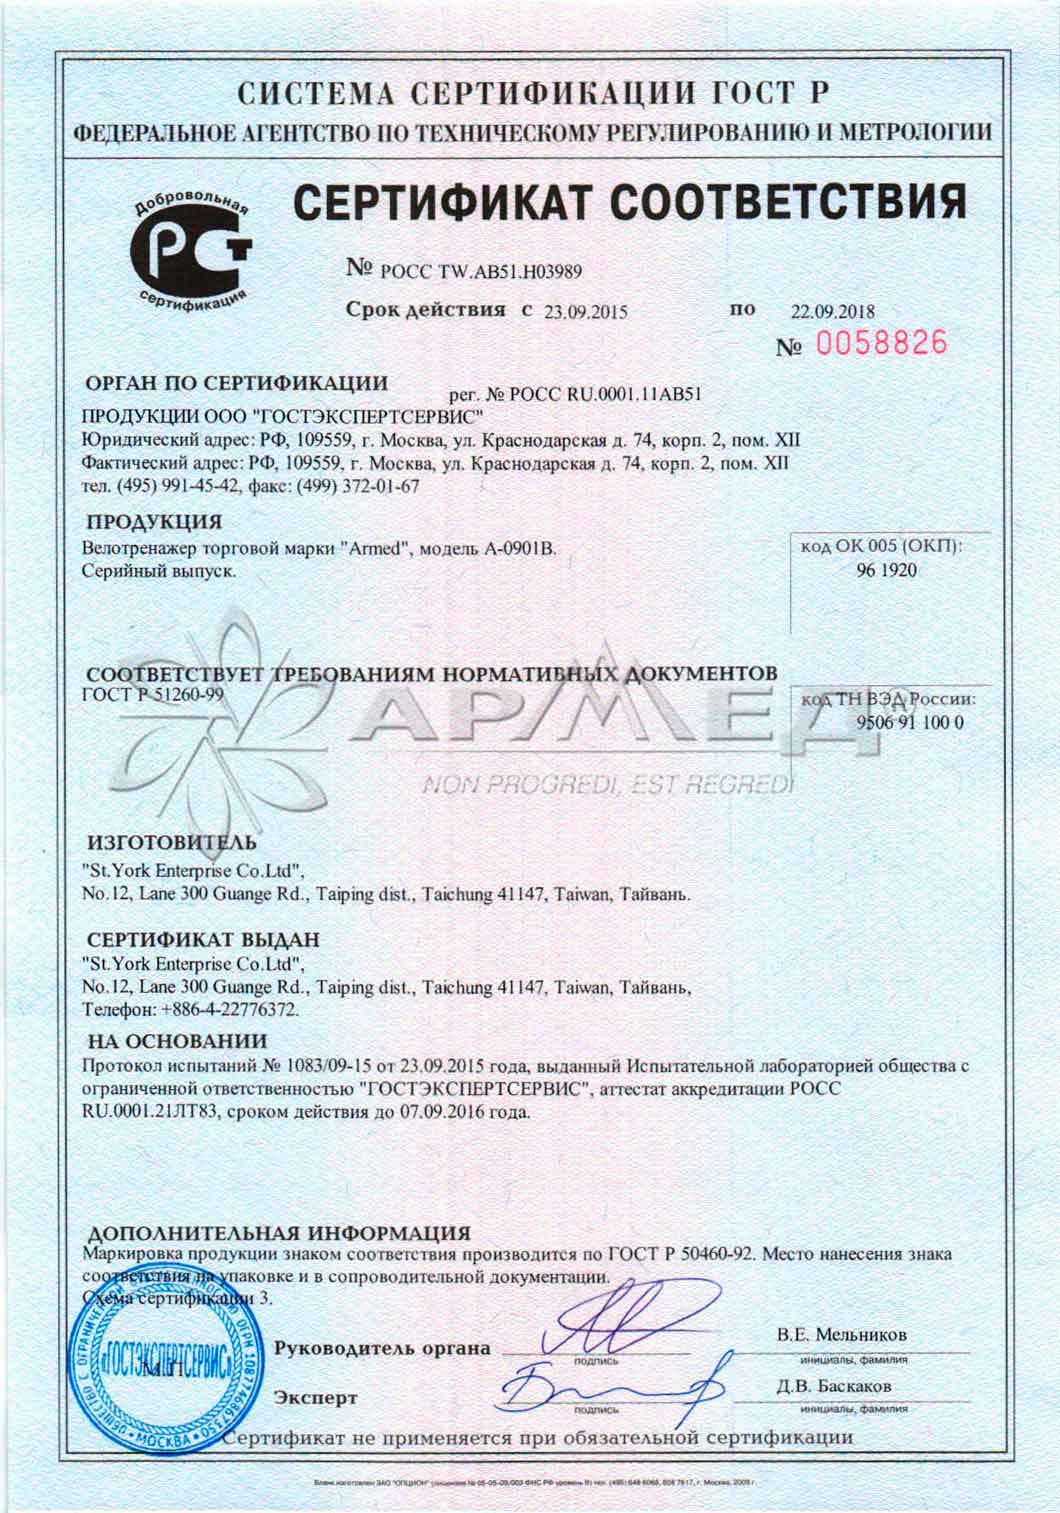 СИСТЕМА СЕРТИФИКАЦИИ ГОСТ Р
ФЕДЕРАЛЬНОЕ АГЕНТСТВО ПО ТЕХНИЧЕСКОМУ РЕГУЛИРОВАНИЮ И МЕТРОЛОГИИ
Добровольная
РСТ
сертификация
СЕРТИФИКАТ СООТВЕТСТВИЯ
№ РОСС TW.АВ51.Н03989
Срок действия с 23.09.2015 по 22.09.2018
№ 0058826
ОРГАН ПО СЕРТИФИКАЦИИ рег. № РОСС RU.0001.11АВ51
ПРОДУКЦИИ ООО "ГОСТЭКСПЕРТСЕРВИС"
Юридический адрес: РФ, 109559, г. Москва, ул. Краснодарская д. 74, корп. 2, пом. XII
Фактический адрес: РФ, 109559, г. Москва, ул. Краснодарская д. 74, корп. 2, пом. XII
тел. (495) 991-45-42, факс: (499) 372-01-67
ПРОДУКЦИЯ
Велотренажер торговой марки "Armed", модель А-0901В.
Серийный выпуск.
код ОК 005 (ОКП):
96 1920
СООТВЕТСТВУЕТ ТРЕБОВАНИЯМ НОРМАТИВНЫХ ДОКУМЕНТОВ
ГОСТ Р 51260-99
код ТН ВЭД России:
9506 91 100 0
АРМЕД ®
NON PROGREDI, EST REGREDI
ИЗГОТОВИТЕЛЬ
"St.York Enterprise Co.Ltd",
No.12, Lane 300 Guange Rd., Taiping dist., Taichung 41147, Taiwan, Тайвань.
СЕРТИФИКАТ ВЫДАН
"St.York Enterprise Co.Ltd",
No.12, Lane 300 Guange Rd., Taiping dist., Taichung 41147, Taiwan, Тайвань,
Телефон: +886-4-22776372.
НА ОСНОВАНИИ
Протокол испытаний № 1083/09-15 от 23.09.2015 года, выданный Испытательной лабораторией общества с
ограниченной ответственностью "ГОСТЭКСПЕРТСЕРВИС", аттестат аккредитации РОСС
RU.0001.21ЛТ83, сроком действия до 07.09.2016 года.
ДОПОЛНИТЕЛЬНАЯ ИНФОРМАЦИЯ
Маркировка продукции знаком соответствия производится по ГОСТ Р 50460-92. Место нанесения знака
соответствия на упаковке и в сопроводительной документации.
Схема сертификации 3.
«ГОСТЭКСПЕРТСЕРВИС»
М.П.
МОСКВА
Руководитель органа
подпись
В.Е. Мельников
инициалы, фамилия
Эксперт
подпись
Д.В. Баскаков
инициалы, фамилия
Сертификат не применяется при обязательной сертификации